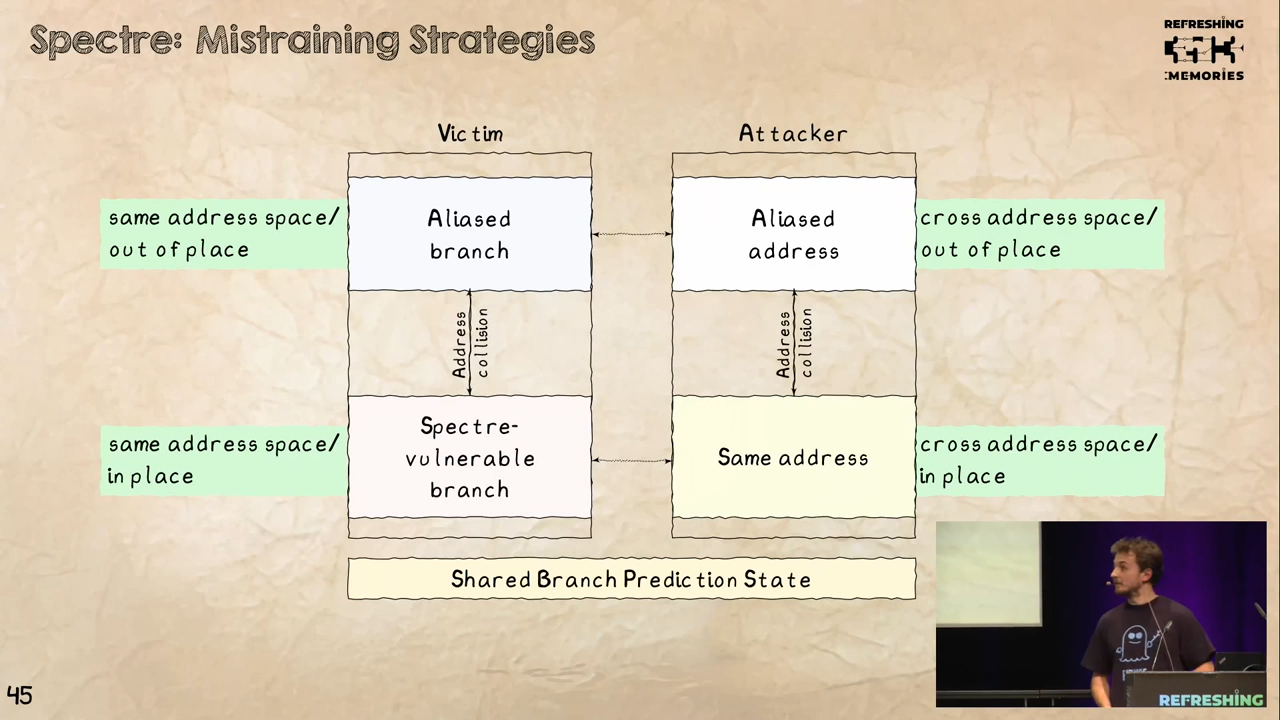 Spectre: Mistraining Strategies
REFRESHING
:MEMORIES
Victim
Attacker
same address space/
out of place
Aliased
branch
Aliased
address
cross address space/
out of place
Address
collision
Address
collision
same address space/
in place
Spectre-
vulnerable
branch
Same address
cross address space/
in place
Shared Branch Prediction State
REFRESHING
45